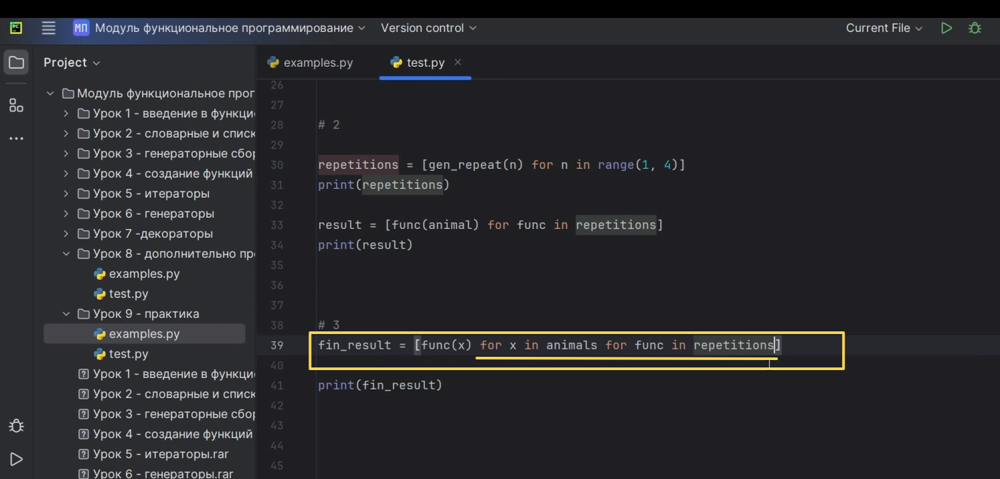 МП Модуль функциональное программирование Version control Current File
Project
examples.py test.py
Модуль функциональное прог
Урок 1 - введение в функци
Урок 2 - словарные и списк
Урок 3 - генераторные сбор
Урок 4 - создание функций
Урок 5 - итераторы
Урок 6 - генераторы
Урок 7 -декораторы
Урок 8 - дополнительно пр
examples.py
test.py
Урок 9 - практика
examples.py
test.py
Урок 1 - введение в функци
Урок 2 - словарные и списк
Урок 3 - генераторные сбор
Урок 4 - создание функций
Урок 5 - итераторы.rar
Урок 6 - генераторы.rar
26
27
28 # 2
29
30 repetitions = [gen_repeat(n) for n in range(1, 4)]
31 print(repetitions)
32
33 result = [func(animal) for func in repetitions]
34 print(result)
35
36
37
38 # 3
39 fin_result = [func(x) for x in animals for func in repetitions]
40
41 print(fin_result)
42
43
44
45